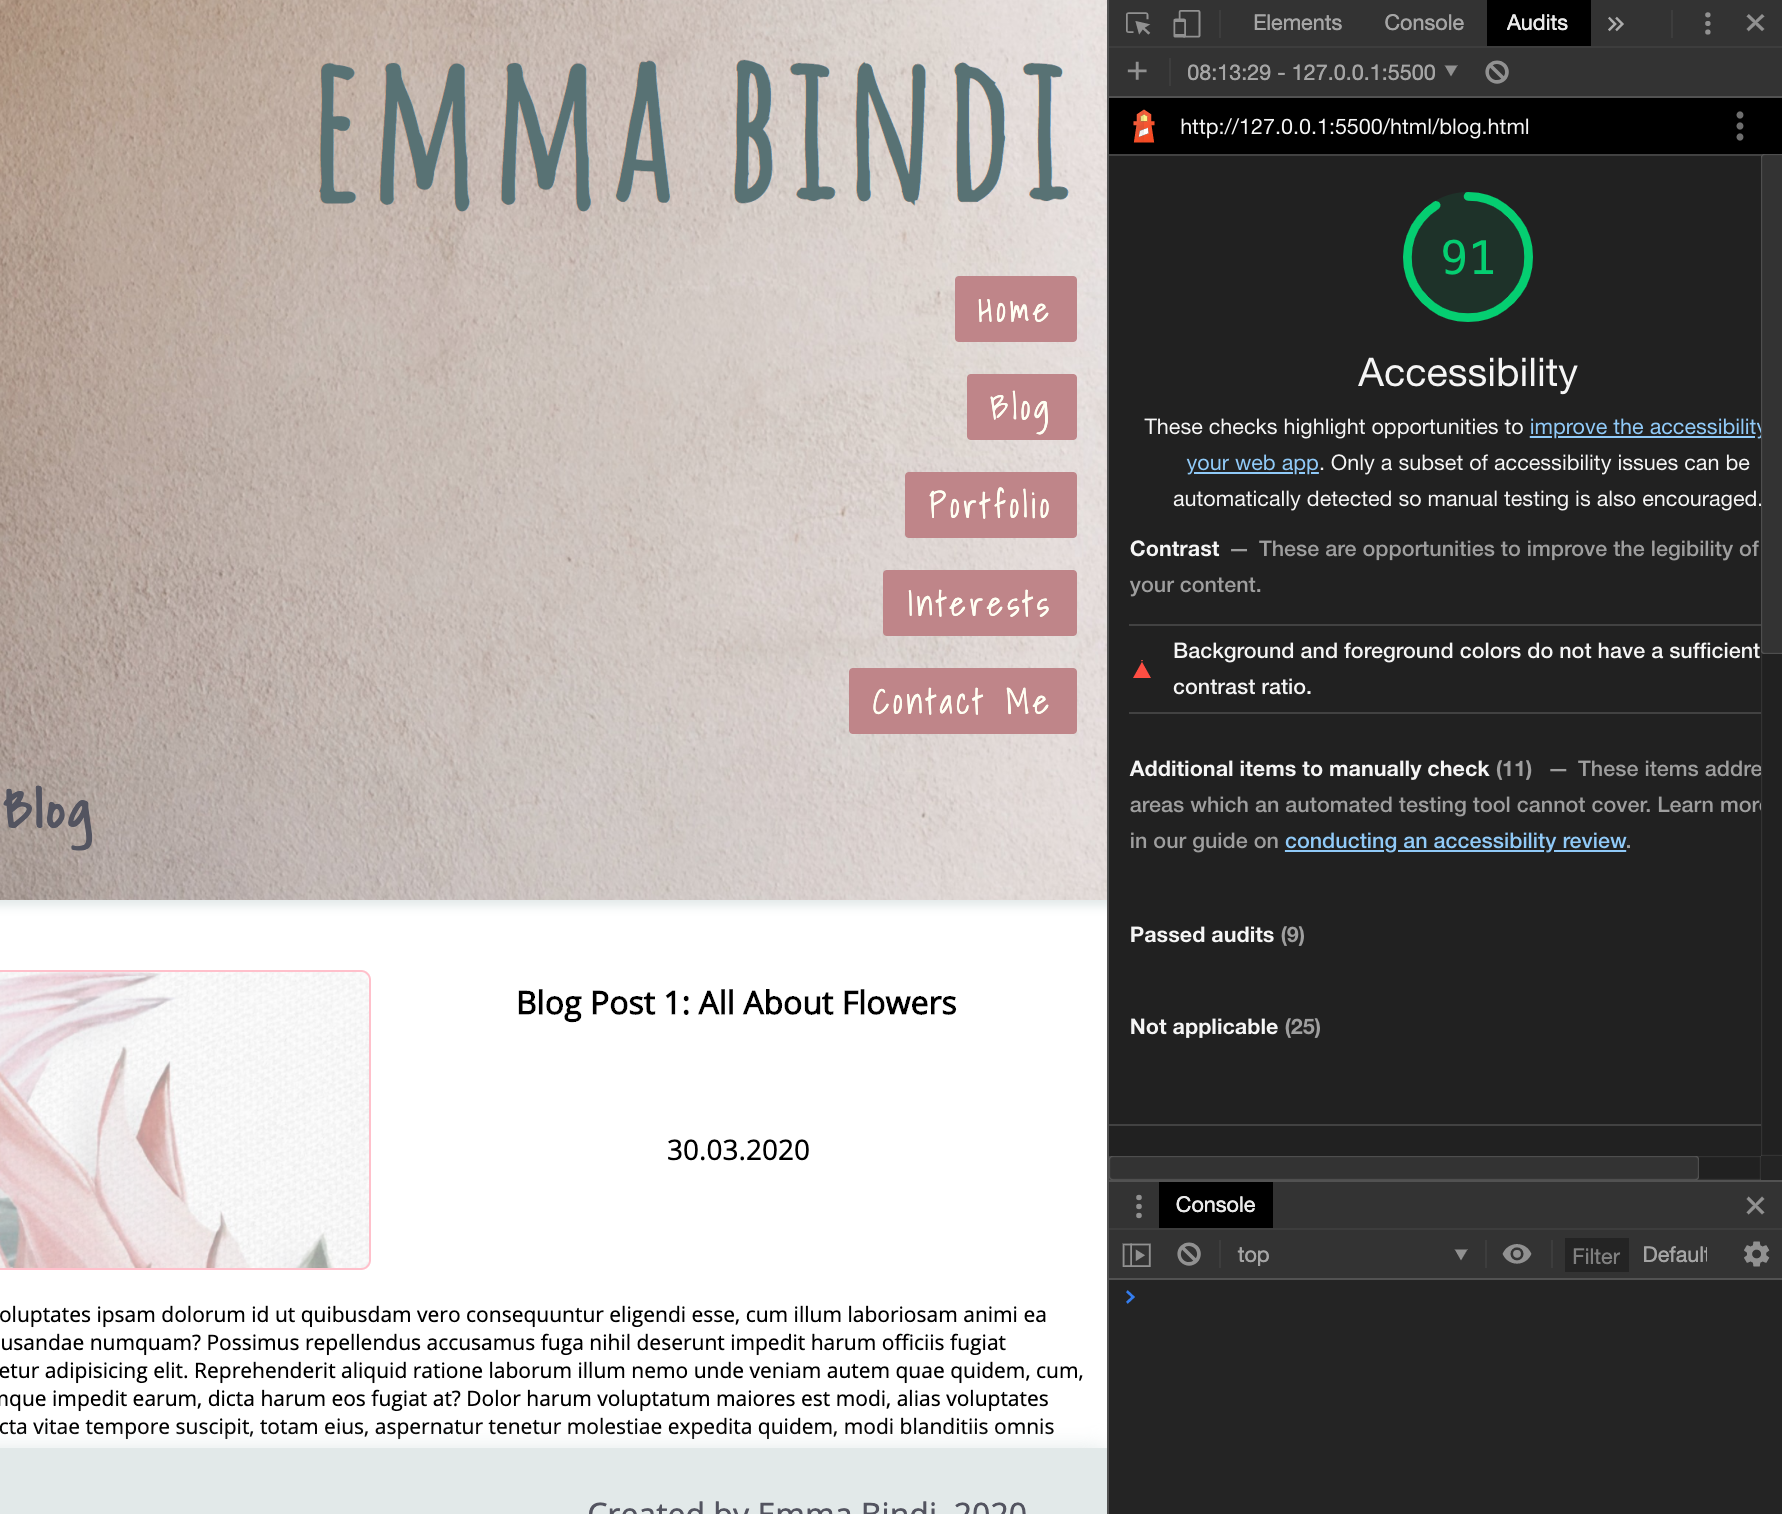 EMMA BINDI
Home
Blog
Portfolio
Interests
Contact Me
Blog
Blog Post 1: All About Flowers
30.03.2020
oluptates ipsam dolorum id ut quibusdam vero consequuntur eligendi esse, cum illum laboriosam animi ea
usandae numquam? Possimus repellendus accusamus fuga nihil deserunt impedit harum officiis fugiat
etur adipisicing elit. Reprehenderit aliquid ratione laborum illum nemo unde veniam autem quae quidem, cum,
mque impedit earum, dicta harum eos fugiat at? Dolor harum voluptatum maiores est modi, alias voluptates
cta vitae tempore suscipit, totam eius, aspernatur tenetur molestiae expedita quidem, modi blanditiis omnis
Created by Emma Bindi, 2020
Elements Console Audits »
08:13:29 - 127.0.0.1:5500
http://127.0.0.1:5500/html/blog.html
91
Accessibility
These checks highlight opportunities to improve the accessibility
your web app. Only a subset of accessibility issues can be
automatically detected so manual testing is also encouraged.
Contrast — These are opportunities to improve the legibility of
your content.
Background and foreground colors do not have a sufficient
contrast ratio.
Additional items to manually check (11) — These items addre
areas which an automated testing tool cannot cover. Learn more
in our guide on conducting an accessibility review.
Passed audits (9)
Not applicable (25)
Console
top Filter Default